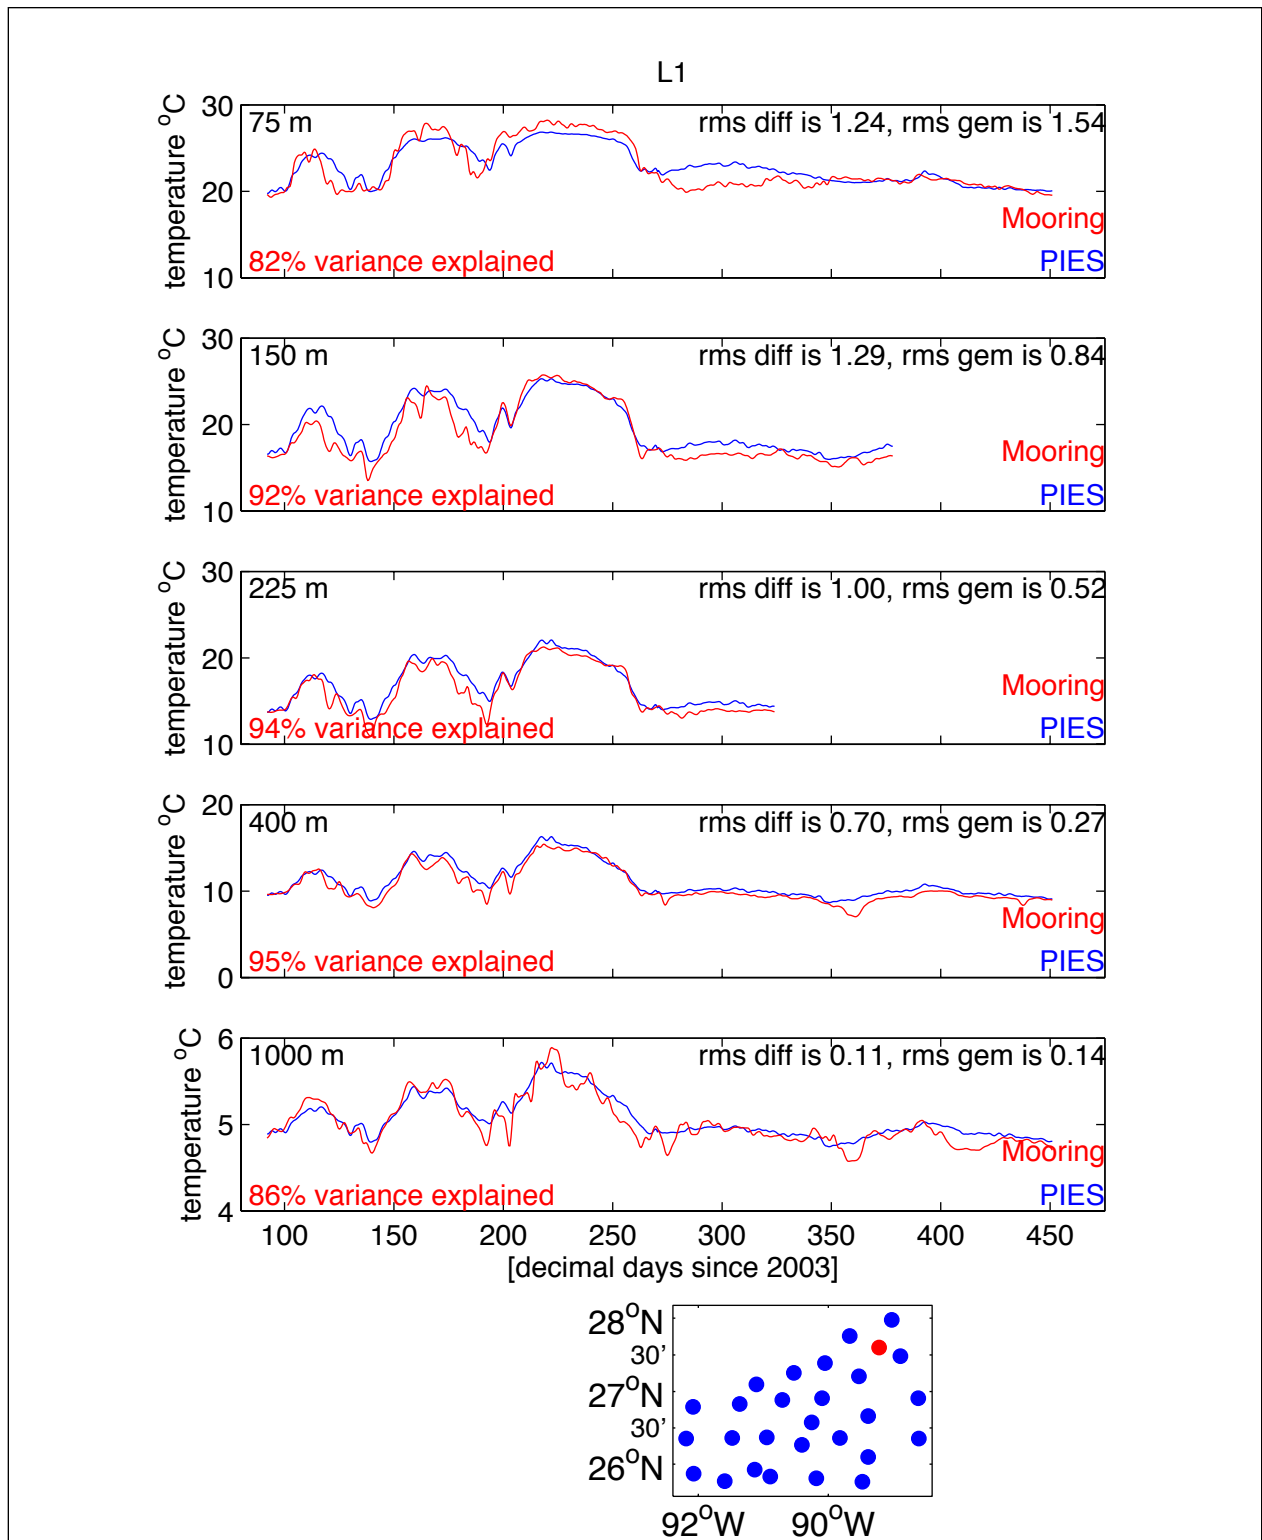 L1
30
75 m
rms diff is 1.24, rms gem is 1.54
temperature °C
20
Mooring
82% variance explained
PIES
10
30
150 m
rms diff is 1.29, rms gem is 0.84
temperature °C
20
Mooring
92% variance explained
PIES
10
30
225 m
rms diff is 1.00, rms gem is 0.52
temperature °C
20
Mooring
94% variance explained
PIES
10
20
400 m
rms diff is 0.70, rms gem is 0.27
temperature °C
10
Mooring
95% variance explained
PIES
0
6
1000 m
rms diff is 0.11, rms gem is 0.14
temperature °C
5
Mooring
86% variance explained
PIES
4
100 150 200 250 300 350 400 450
[decimal days since 2003]
28°N
30'
27°N
30'
26°N
92°W 90°W